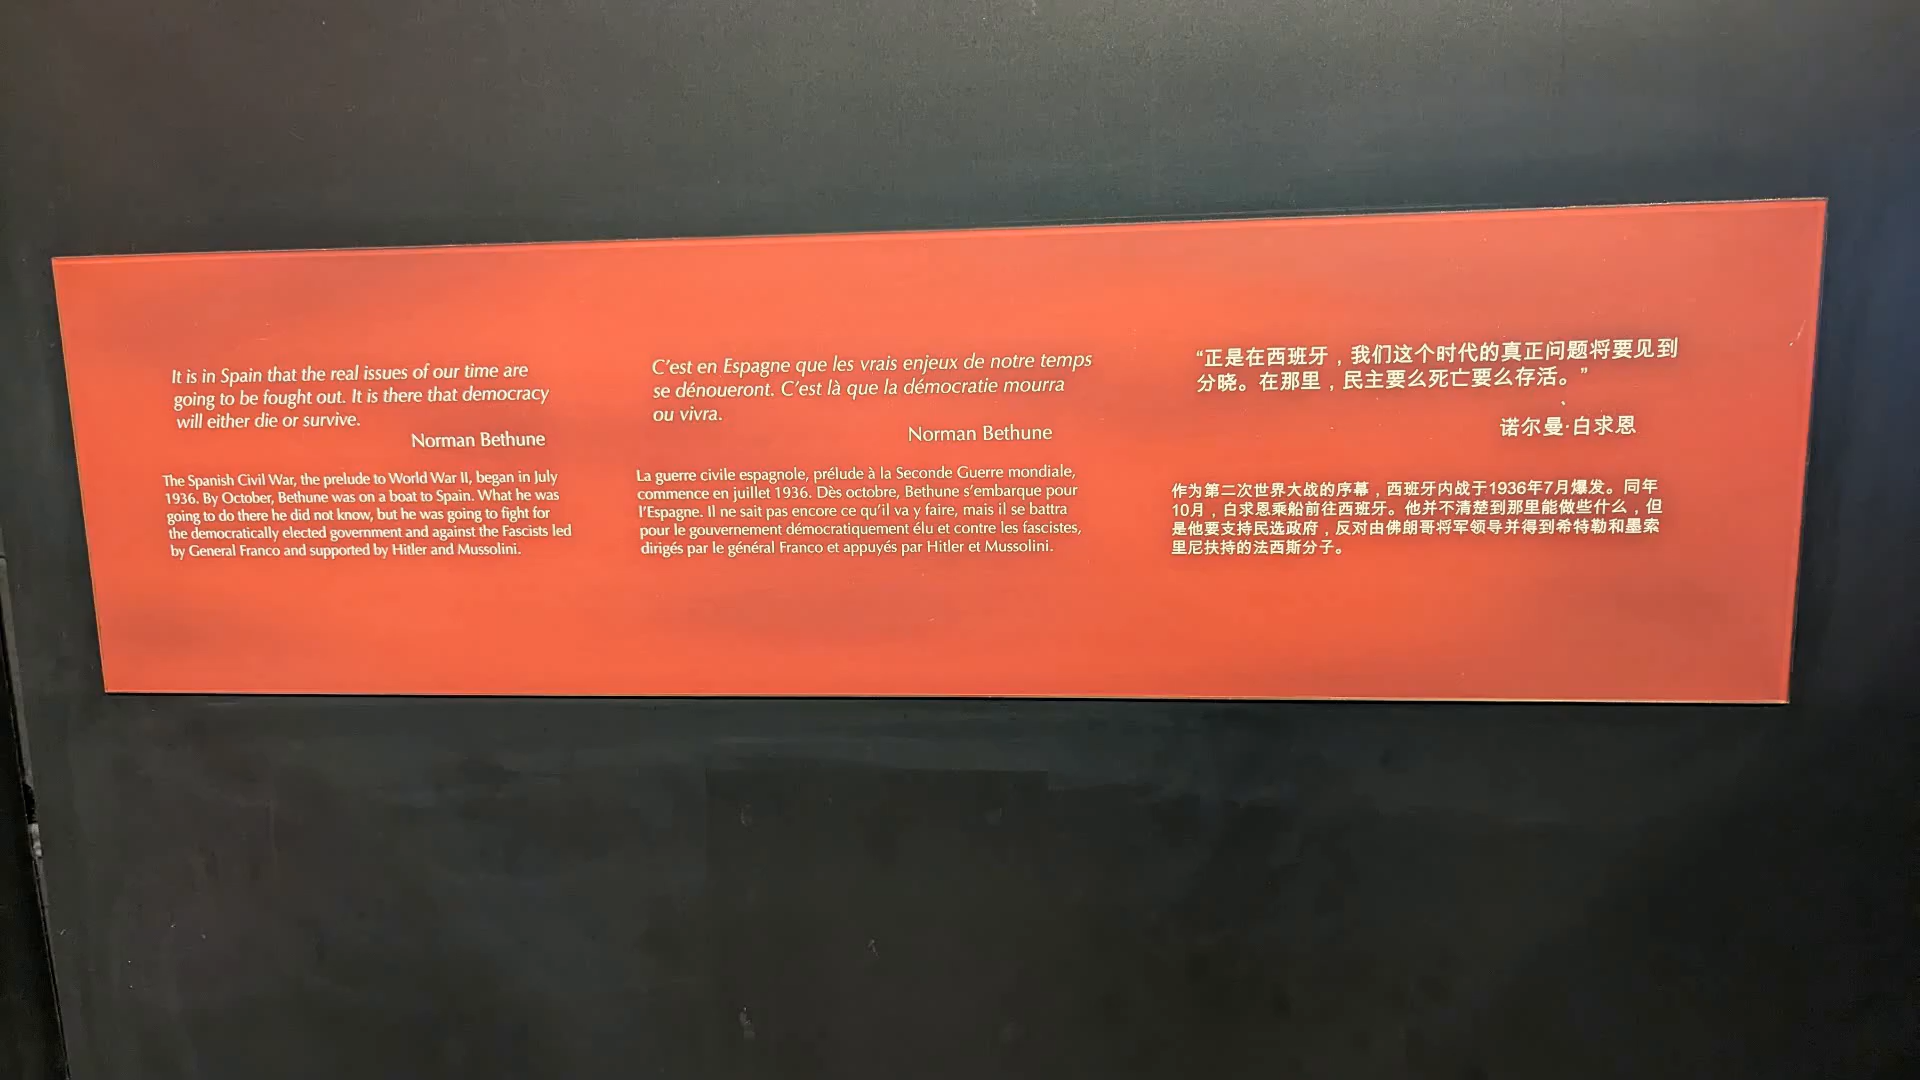 It is in Spain that the real issues of our time are
going to be fought out. It is there that democracy
will either die or survive.
Norman Bethune
The Spanish Civil War, the prelude to World War II, began in July
1936. By October, Bethune was on a boat to Spain. What he was
going to do there he did not know, but he was going to fight for
the democratically elected government and against the Fascists led
by General Franco and supported by Hitler and Mussolini.
C'est en Espagne que les vrais enjeux de notre temps
se dénoueront. C'est là que la démocratie mourra
ou vivra.
Norman Bethune
La guerre civile espagnole, prélude à la Seconde Guerre mondiale,
commence en juillet 1936. Dès octobre, Bethune s'embarque pour
l'Espagne. Il ne sait pas encore ce qu'il va y faire, mais il se battra
pour le gouvernement démocratiquement élu et contre les fascistes,
dirigés par le général Franco et appuyés par Hitler et Mussolini.
“正是在西班牙，我们这个时代的真正问题将要见到
分晓。在那里，民主要么死亡要么存活。”
诺尔曼·白求恩
作为第二次世界大战的序幕，西班牙内战于1936年7月爆发。同年
10月，白求恩乘船前往西班牙。他并不清楚到那里能做些什么，但
是他要支持民选政府，反对由佛朗哥将军领导并得到希特勒和墨索
里尼扶持的法西斯分子。